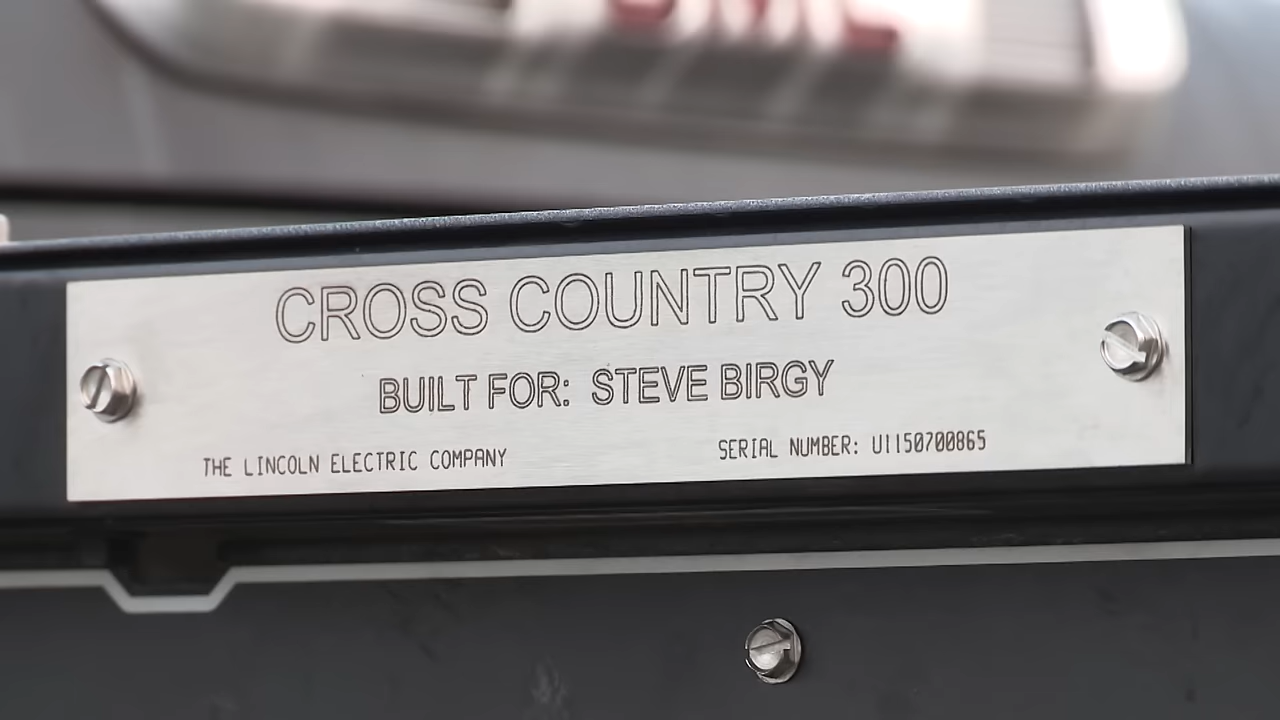 CROSS COUNTRY 300
BUILT FOR: STEVE BIRGY
THE LINCOLN ELECTRIC COMPANY
SERIAL NUMBER: U1150700865